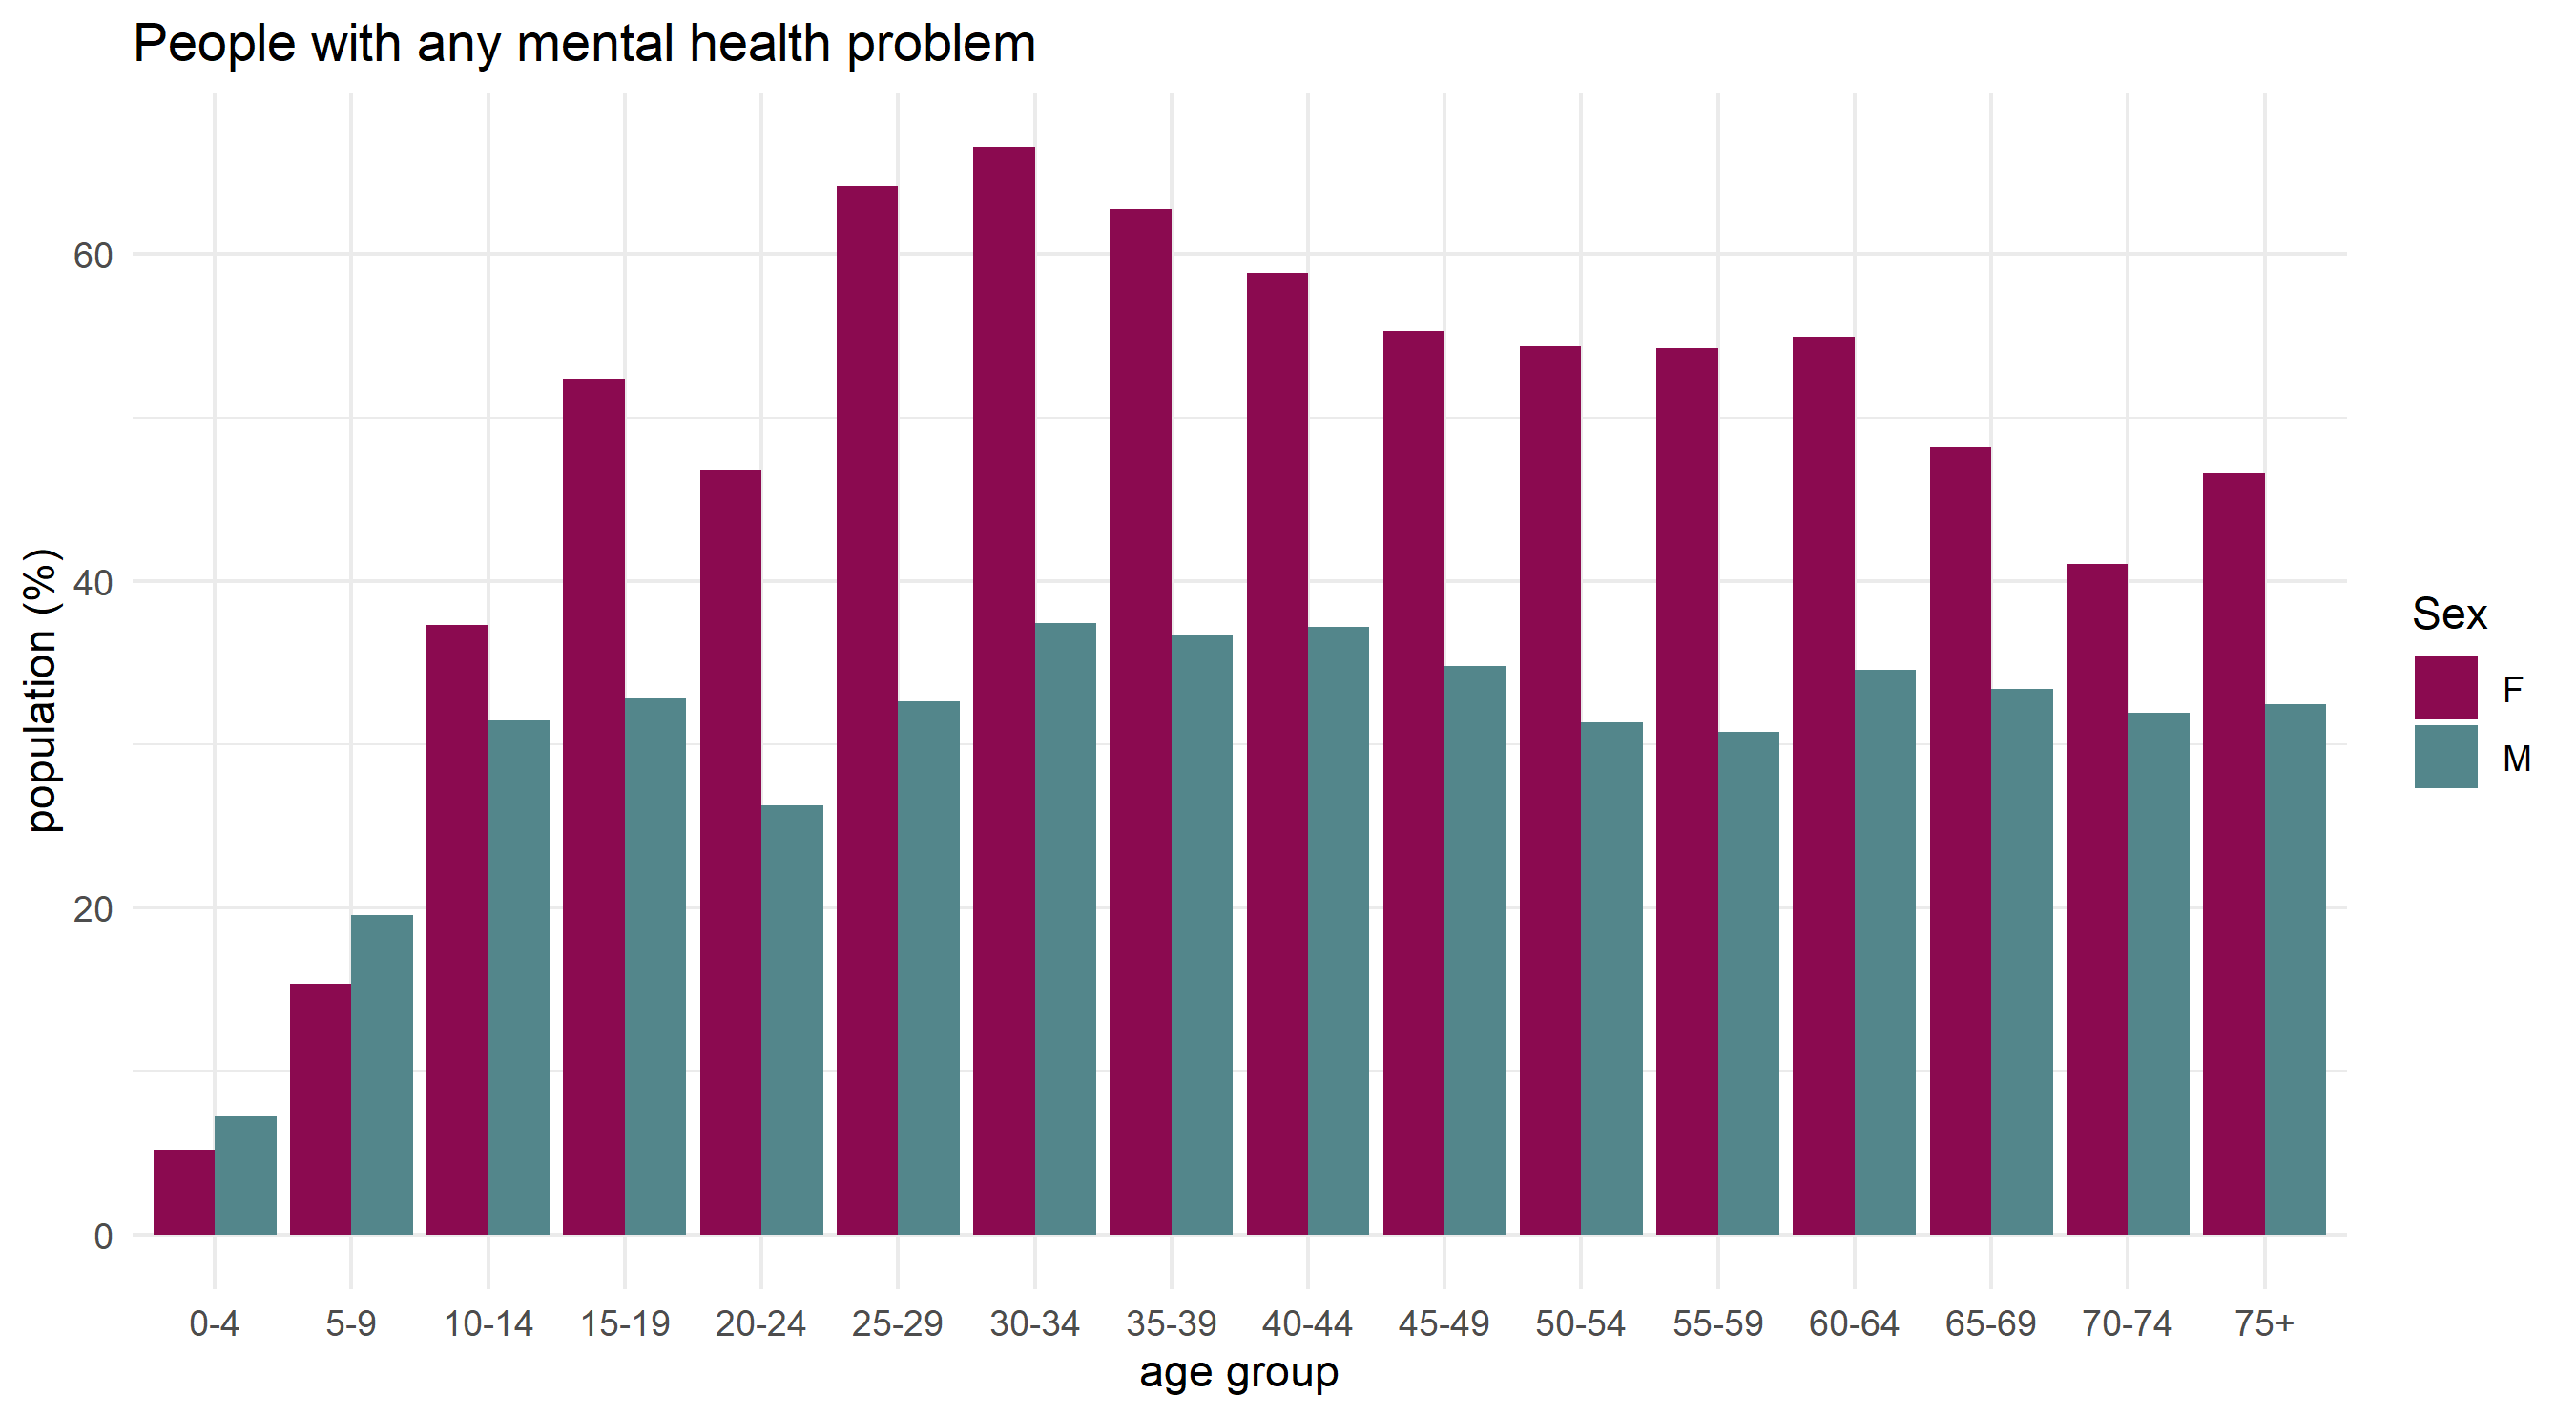 People with any mental health problem
population (%)
60
40
20
0
0-4 5-9 10-14 15-19 20-24 25-29 30-34 35-39 40-44 45-49 50-54 55-59 60-64 65-69 70-74 75+
age group
Sex
F
M